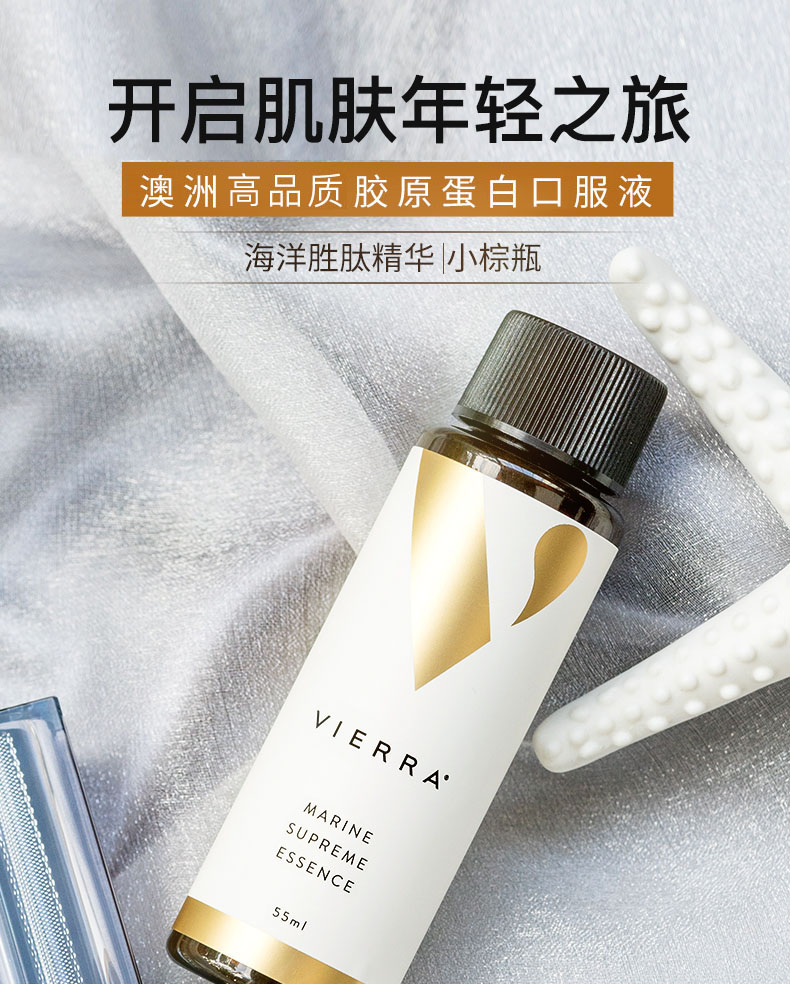 开启肌肤年轻之旅
澳洲高品质胶原蛋白口服液
海洋胜肽精华|小棕瓶
VIERRA®
MARINE
SUPREME
ESSENCE
55ml